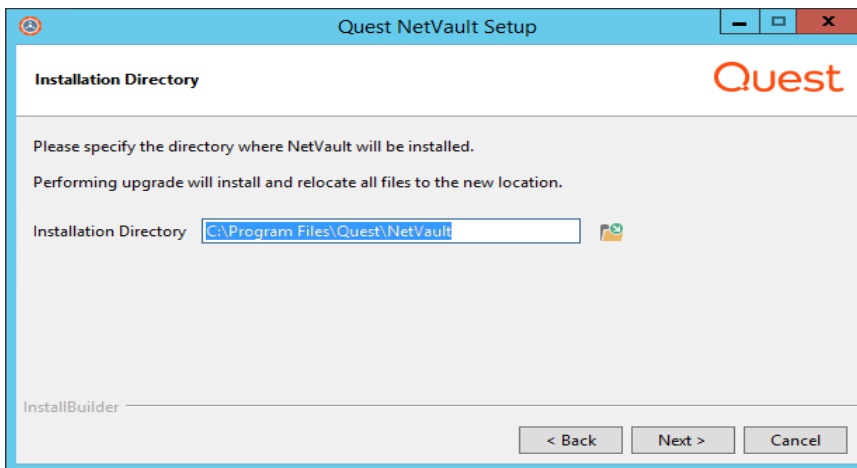 Quest NetVault Setup
Installation Directory
Quest
Please specify the directory where NetVault will be installed.
Performing upgrade will install and relocate all files to the new location.
Installation Directory C:\Program Files\Quest\NetVault
InstallBuilder
< Back Next > Cancel